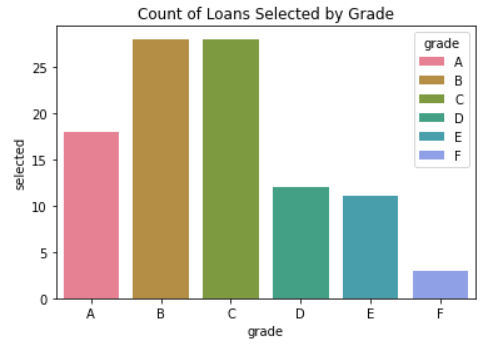 Count of Loans Selected by Grade
grade
A
B
C
D
E
F
25
20
15
10
5
0
selected
A B C D E F
grade